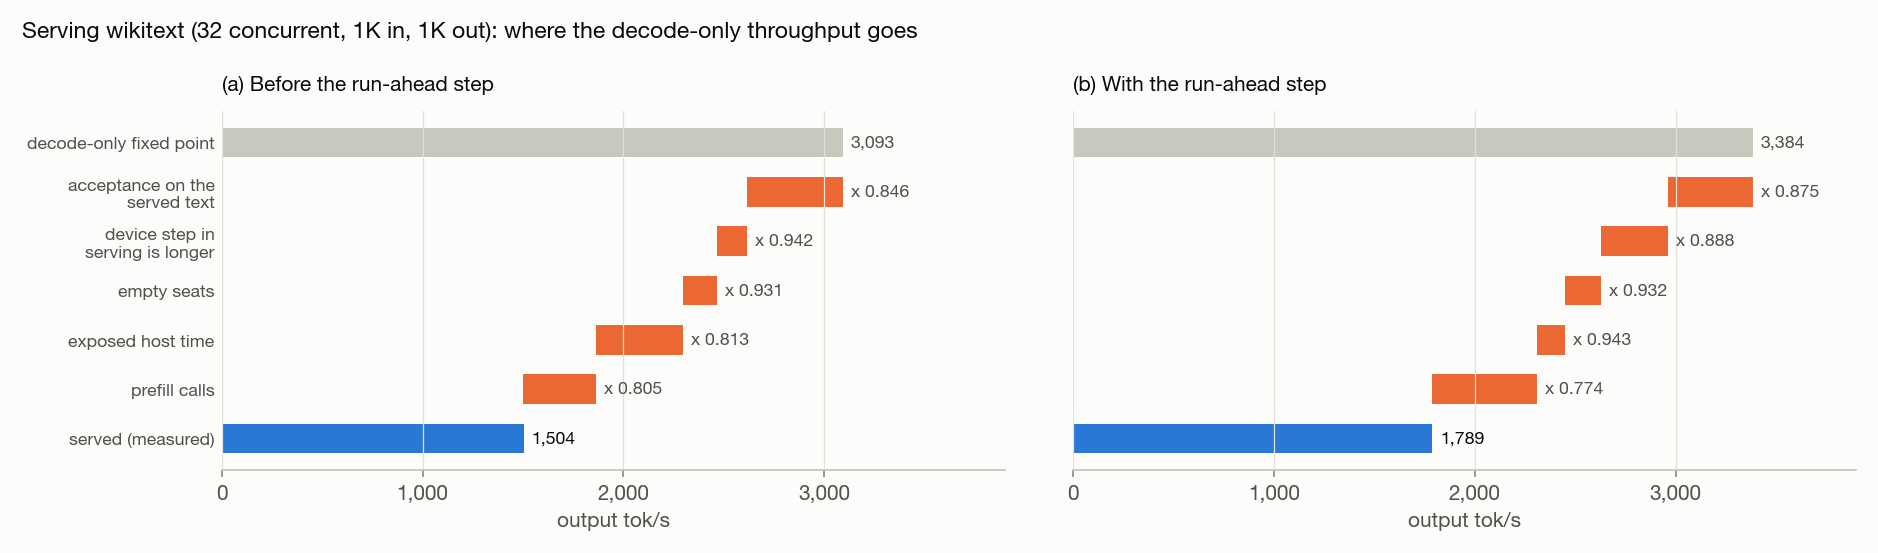 Serving wikitext (32 concurrent, 1K in, 1K out): where the decode-only throughput goes
(a) Before the run-ahead step
decode-only fixed point
3,093
acceptance on the
served text
x 0.846
device step in
serving is longer
x 0.942
empty seats
x 0.931
exposed host time
x 0.813
prefill calls
x 0.805
served (measured)
1,504
0
1,000
2,000
3,000
output tok/s
(b) With the run-ahead step
3,384
x 0.875
x 0.888
x 0.932
x 0.943
x 0.774
1,789
0
1,000
2,000
3,000
output tok/s